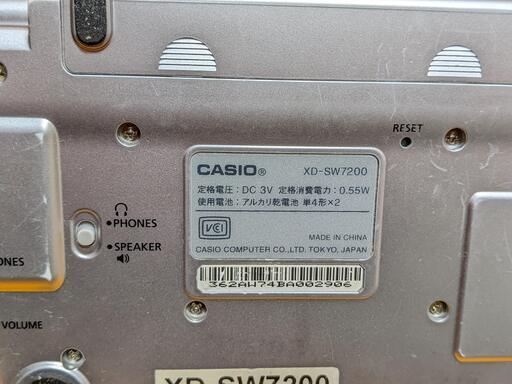 RESET
CASIO® XD-SW7200
定格電圧：DC 3V 定格消費電力：0.55W
使用電池：アルカリ乾電池 単4形×2
VCI
MADE IN CHINA
CASIO COMPUTER CO.,LTD. TOKYO, JAPAN
362AW74BA002906
PHONES
SPEAKER
ONES
VOLUME
XD-SW7200